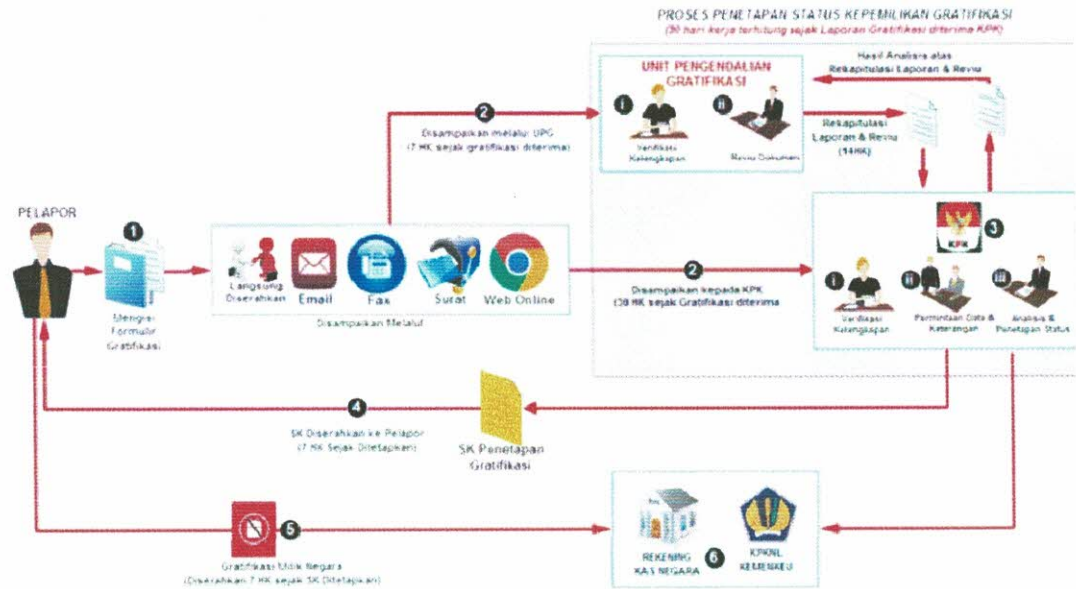 PROSES PENETAPAN STATUS KEPEMILIKAN GRATIFIKASI
(30 hari kerja terhitung sejak Laporan Gratifikasi diterima KPK)
UNIT PENGENDALIAN
GRATIFIKASI
i
ii
Verifikasi
Kelengkapan
Reviu Dokumen
Hasil Analisis atas
Rekapitulasi Laporan & Reviu
Rekapitulasi
Laporan & Reviu
(14HK)
2
Disampaikan melalui UPG
(7 HK sejak gratifikasi diterima)
PELAPOR
1
Mengisi
Formulir
Gratifikasi
Langsung
Diserahkan
Email
Fax
Surat
Web Online
Disampaikan Melalui
2
Disampaikan kepada KPK
(30 HK sejak Gratifikasi diterima
KPK
3
i
ii
iii
Verifikasi
Kelengkapan
Permintaan Data &
Keterangan
Analisis &
Penetapan Status
4
SK Diserahkan ke Pelapor
(7 HK Sejak Ditetapkan)
SK Penetapan
Gratifikasi
5
Gratifikasi Milik Negara
(Diserahkan 7 HK sejak SK Ditetapkan)
REKENING
KAS NEGARA
6
KPKNL
KEMENKEU